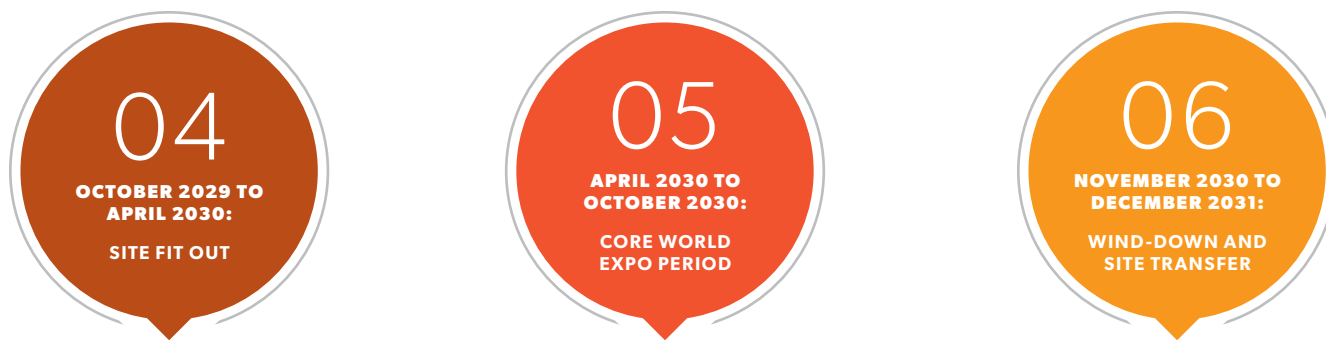 04
OCTOBER 2029 TO
APRIL 2030:
SITE FIT OUT
05
APRIL 2030 TO
OCTOBER 2030:
CORE WORLD
EXPO PERIOD
06
NOVEMBER 2030 TO
DECEMBER 2031:
WIND-DOWN AND
SITE TRANSFER